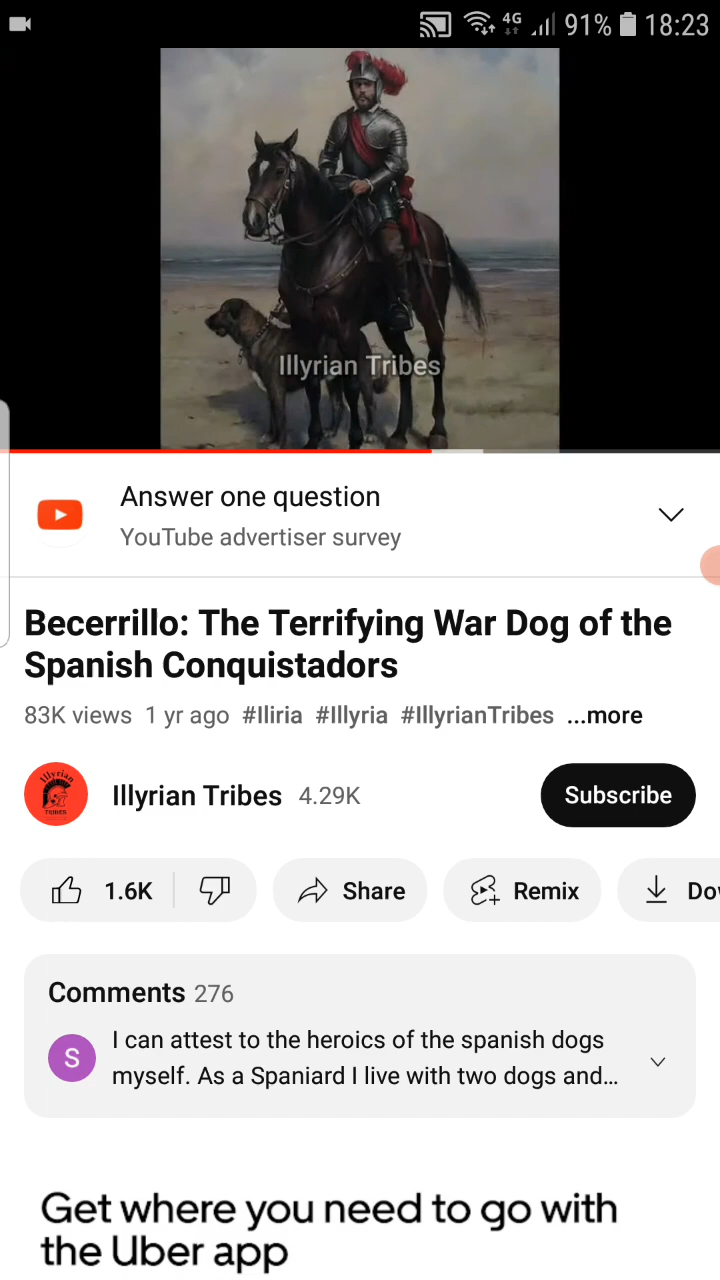 4G 91% 18:23
Illyrian Tribes
Answer one question
YouTube advertiser survey
Becerrillo: The Terrifying War Dog of the
Spanish Conquistadors
83K views 1 yr ago #Iliria #Illyria #IllyrianTribes ...more
Illyrian TRIBES
Illyrian Tribes 4.29K
Subscribe
1.6K
Share
Remix
Do
Comments 276
S
I can attest to the heroics of the spanish dogs
myself. As a Spaniard I live with two dogs and...
Get where you need to go with
the Uber app